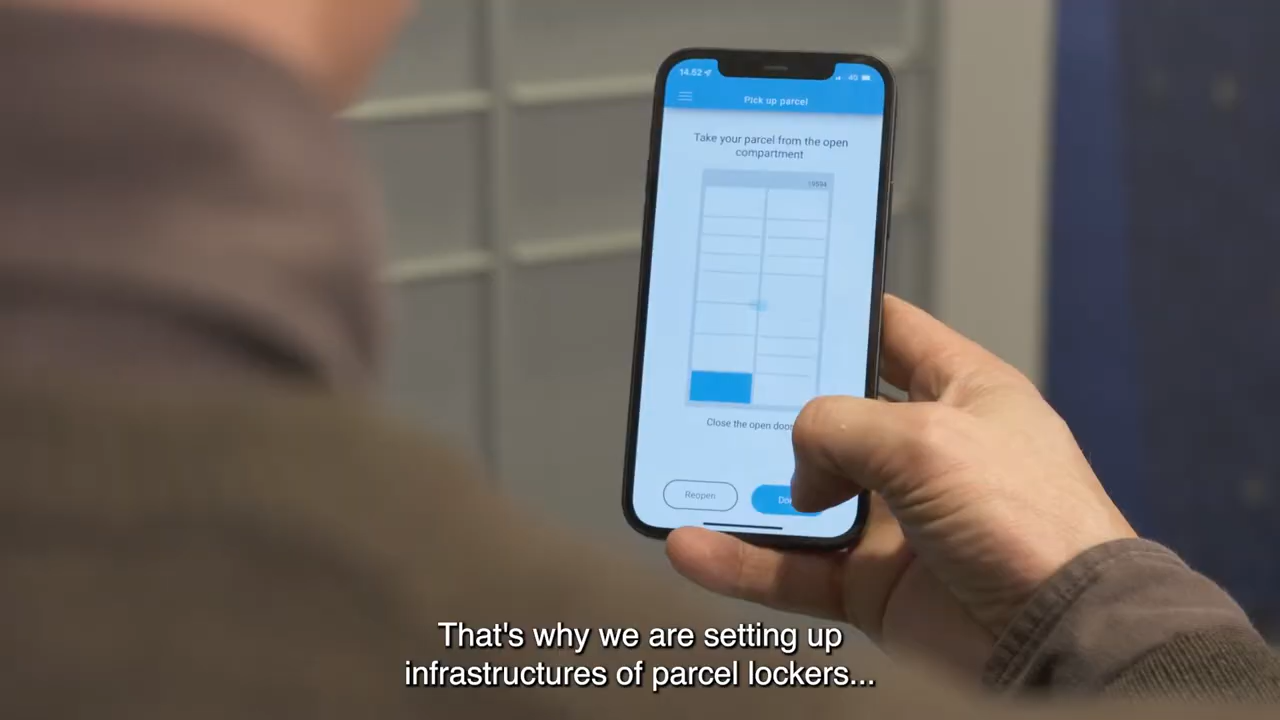 14.52
4G
Pick up parcel
Take your parcel from the open
compartment
Close the open door
Reopen
That's why we are setting up
infrastructures of parcel lockers...